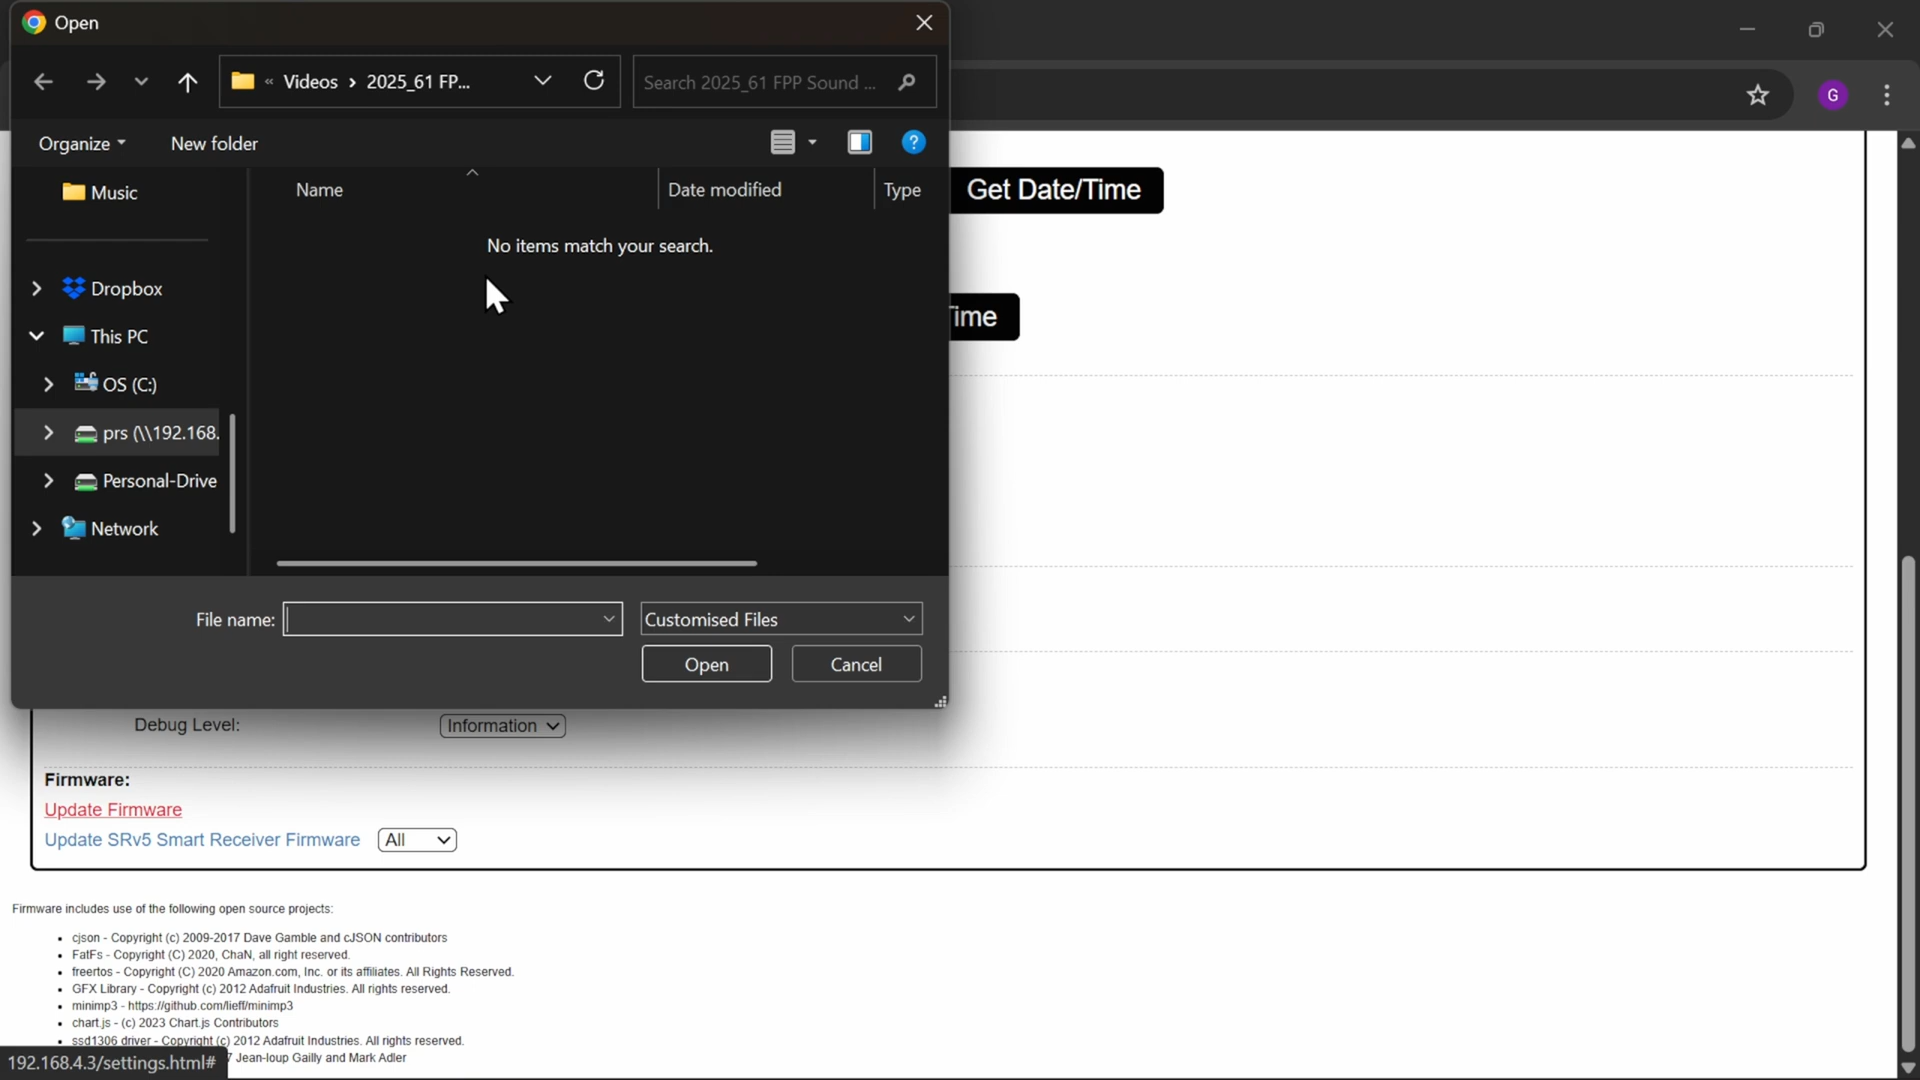 Open
« Videos › 2025_61 FP...
Search 2025_61 FPP Sound ...
G
Organize
New folder
?
Music
Name
Date modified
Type
No items match your search.
Get Date/Time
Dropbox
This PC
OS (C:)
prs (\\192.168.
Personal-Drive
Network
ime
File name:
Customised Files
Open
Cancel
Debug Level:
Information
Firmware:
Update Firmware
Update SRv5 Smart Receiver Firmware
All
Firmware includes use of the following open source projects:
• cjson - Copyright (c) 2009-2017 Dave Gamble and cJSON contributors
• FatFs - Copyright (C) 2020, ChaN, all right reserved.
• freertos - Copyright (C) 2020 Amazon.com, Inc. or its affiliates. All Rights Reserved.
• GFX Library - Copyright (c) 2012 Adafruit Industries. All rights reserved.
• minimp3 - https://github.com/lieff/minimp3
• chart.js - (c) 2023 Chart.js Contributors
• ssd1306 driver - Copyright (c) 2012 Adafruit Industries. All rights reserved.
7 Jean-loup Gailly and Mark Adler
192.168.4.3/settings.html#